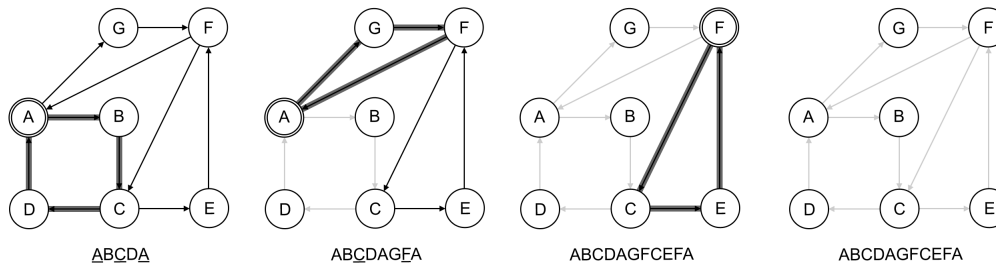 G F G F G F G F
A B A B A B A B
D C E D C E D C E D C E
ABCDA ABCDAGFA ABCDAGFCEFA ABCDAGFCEFA